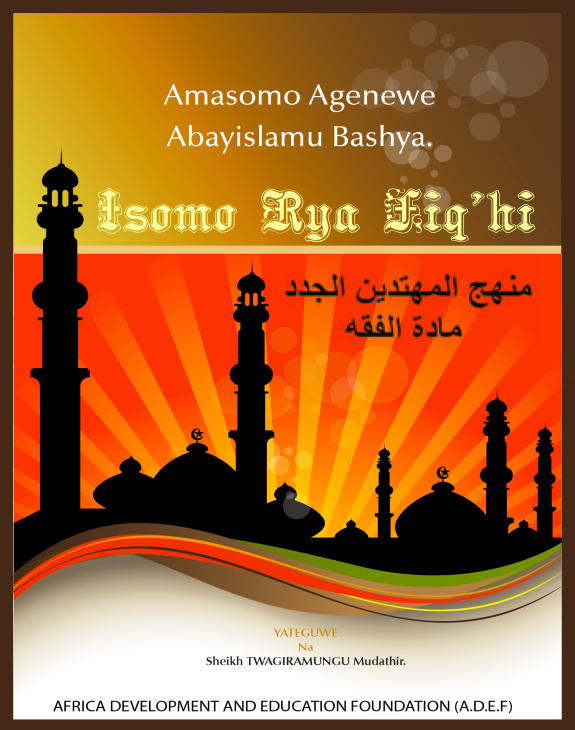 Amasomo Agenewe
Abayislamu Bashya.
Isomo Rya Fiq'hi
منهج المهتدين الجدد
مادة الفقه
YATEGUWE
Na
Sheikh TWAGIRAMUNGU Mudathir.
AFRICA DEVELOPMENT AND EDUCATION FOUNDATION (A.D.E.F)